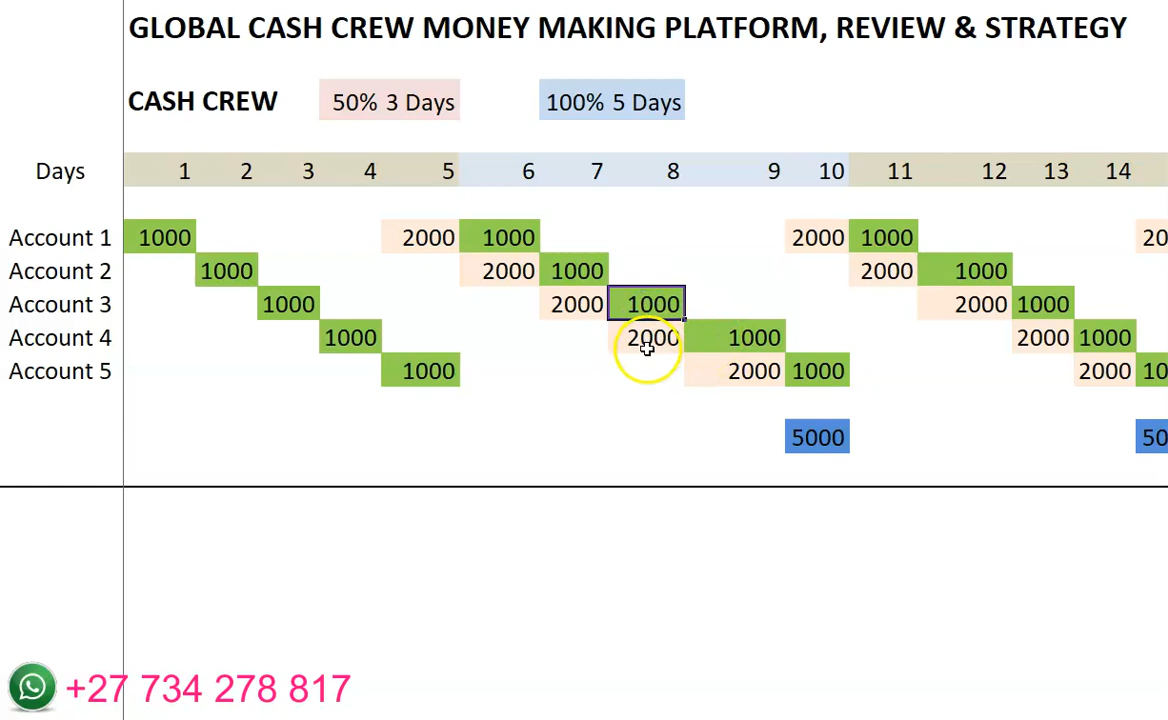 GLOBAL CASH CREW MONEY MAKING PLATFORM, REVIEW & STRATEGY
CASH CREW 50% 3 Days 100% 5 Days
Days 1 2 3 4 5 6 7 8 9 10 11 12 13 14
Account 1 1000 2000 1000 2000 1000 20
Account 2 1000 2000 1000 2000 1000
Account 3 1000 2000 1000 2000 1000
Account 4 1000 2000 1000 2000 1000
Account 5 1000 2000 1000 2000 10
5000 50
+27 734 278 817